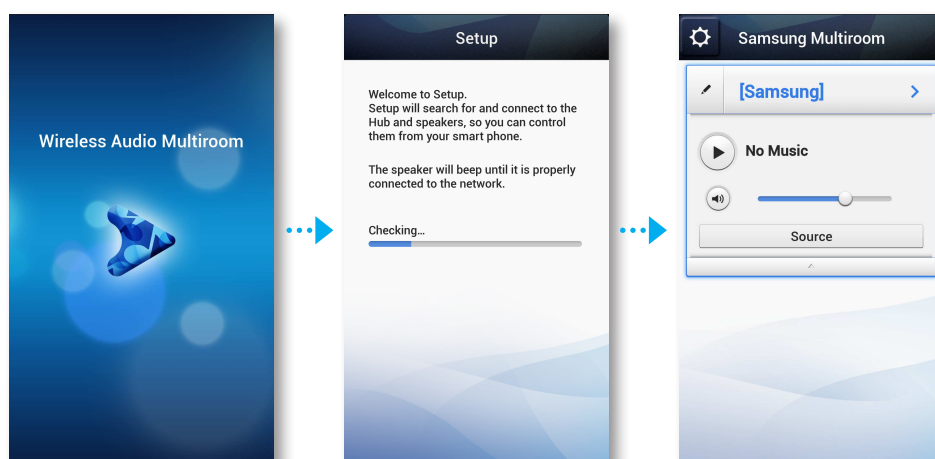 Wireless Audio Multiroom
Setup
Welcome to Setup.
Setup will search for and connect to the
Hub and speakers, so you can control
them from your smart phone.
The speaker will beep until it is properly
connected to the network.
Checking...
Samsung Multiroom
[Samsung]
No Music
Source